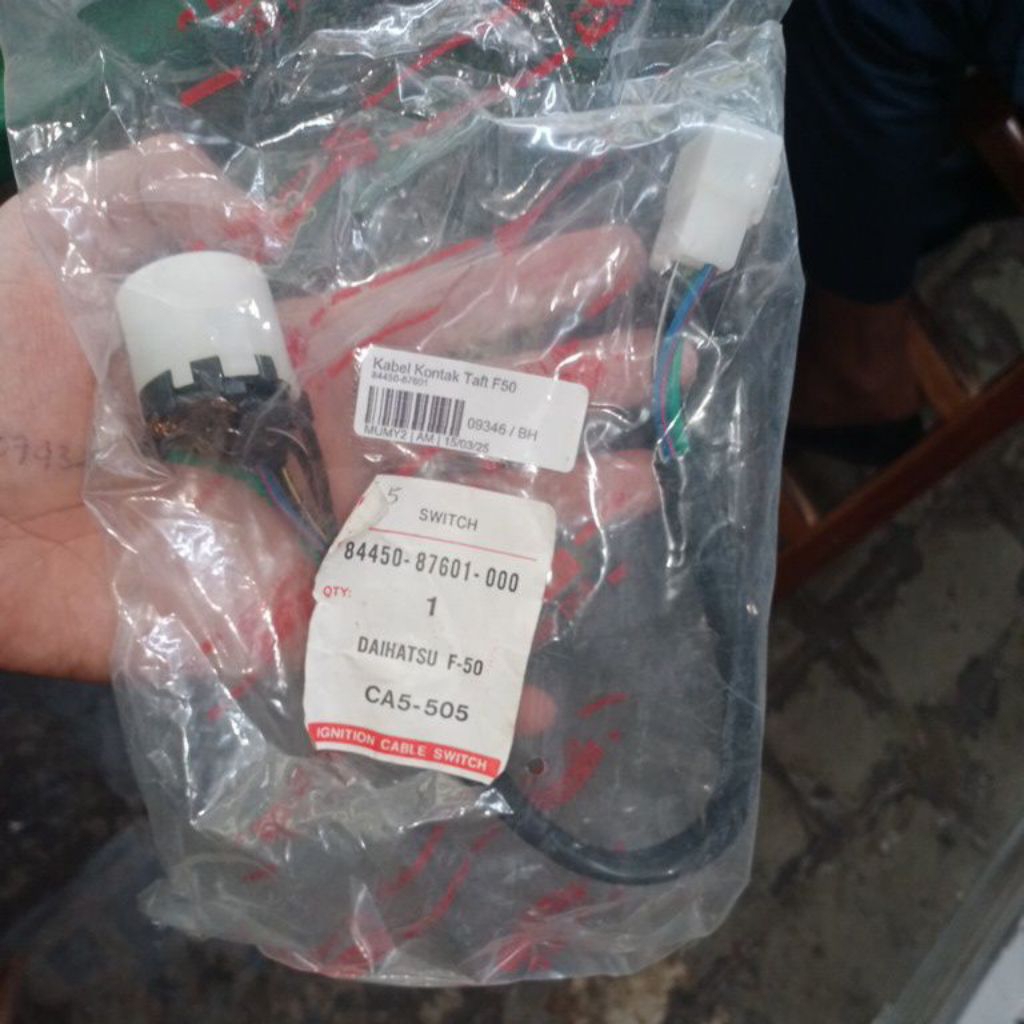 Kabel Kontak Taft F50
84450-87601
09346 / BH
MUMY2 | AM | 15/03/25
5
SWITCH
84450-87601-000
QTY:
1
DAIHATSU F-50
CA5-505
IGNITION CABLE SWITCH